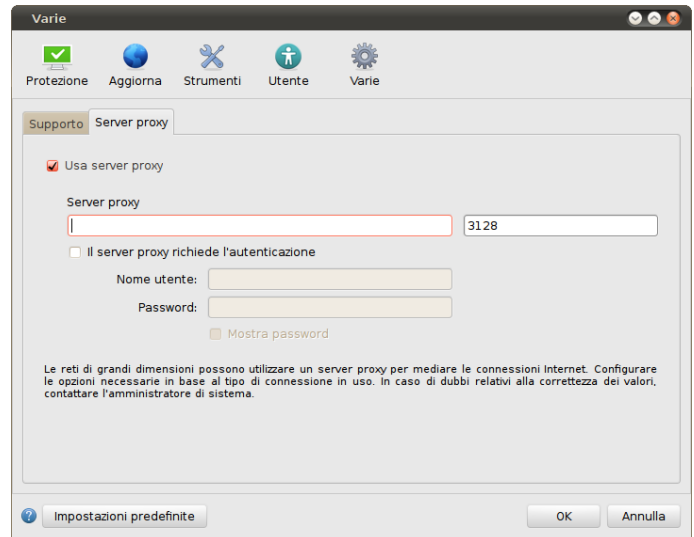 Varie
Protezione Aggiorna Strumenti Utente Varie
Supporto Server proxy
Usa server proxy
Server proxy
3128
Il server proxy richiede l'autenticazione
Nome utente:
Password:
Mostra password
Le reti di grandi dimensioni possono utilizzare un server proxy per mediare le connessioni Internet. Configurare
le opzioni necessarie in base al tipo di connessione in uso. In caso di dubbi relativi alla correttezza dei valori,
contattare l'amministratore di sistema.
? Impostazioni predefinite OK Annulla